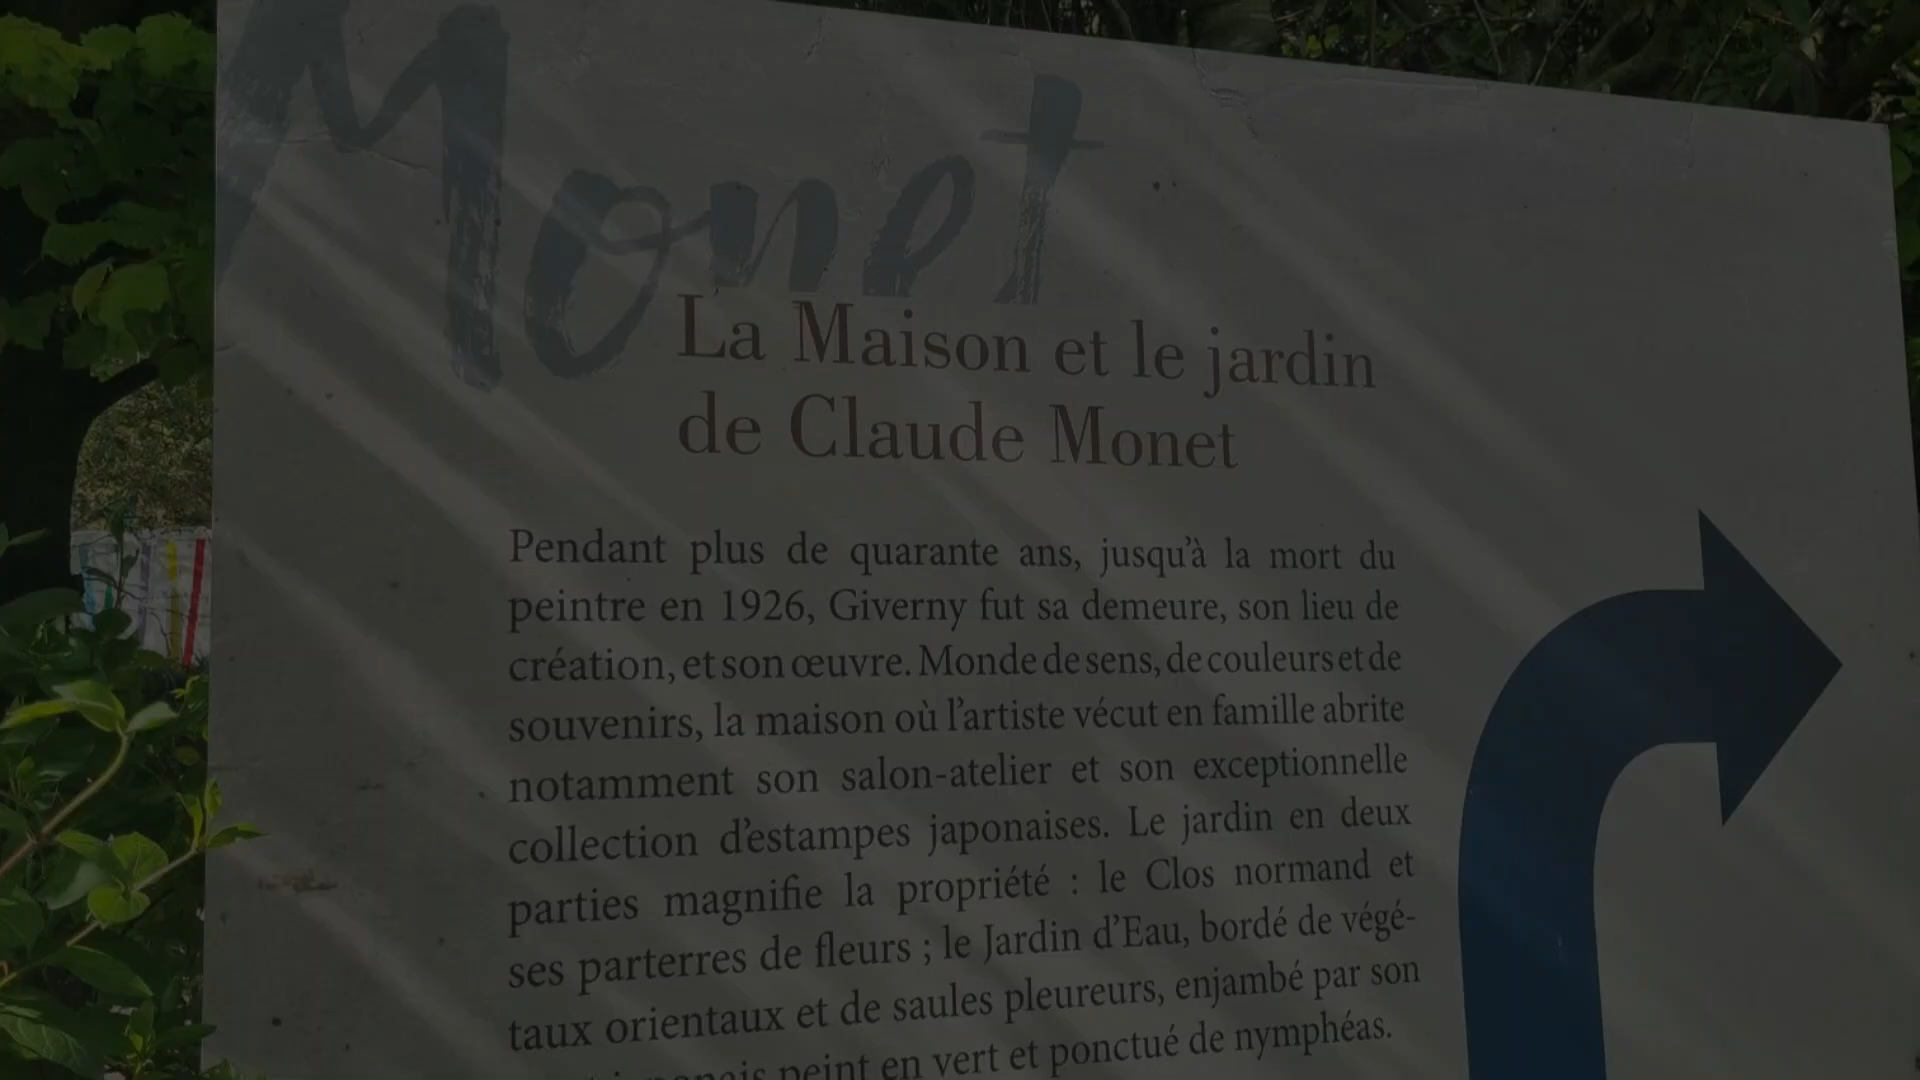 Monet
La Maison et le jardin
de Claude Monet
Pendant plus de quarante ans, jusqu'à la mort du
peintre en 1926, Giverny fut sa demeure, son lieu de
création, et son œuvre. Monde de sens, de couleurs et de
souvenirs, la maison où l'artiste vécut en famille abrite
notamment son salon-atelier et son exceptionnelle
collection d'estampes japonaises. Le jardin en deux
parties magnifie la propriété : le Clos normand et
ses parterres de fleurs ; le Jardin d'Eau, bordé de végé-
taux orientaux et de saules pleureurs, enjambé par son
peint en vert et ponctué de nymphéas.